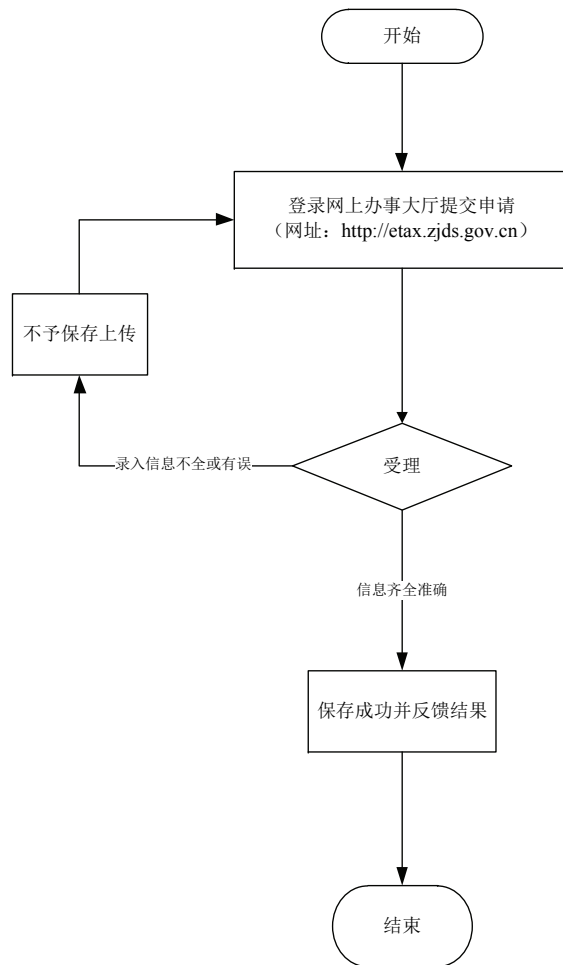 开始
登录网上办事大厅提交申请
（网址：http://etax.zjds.gov.cn）
不予保存上传
录入信息不全或有误
受理
信息齐全准确
保存成功并反馈结果
结束